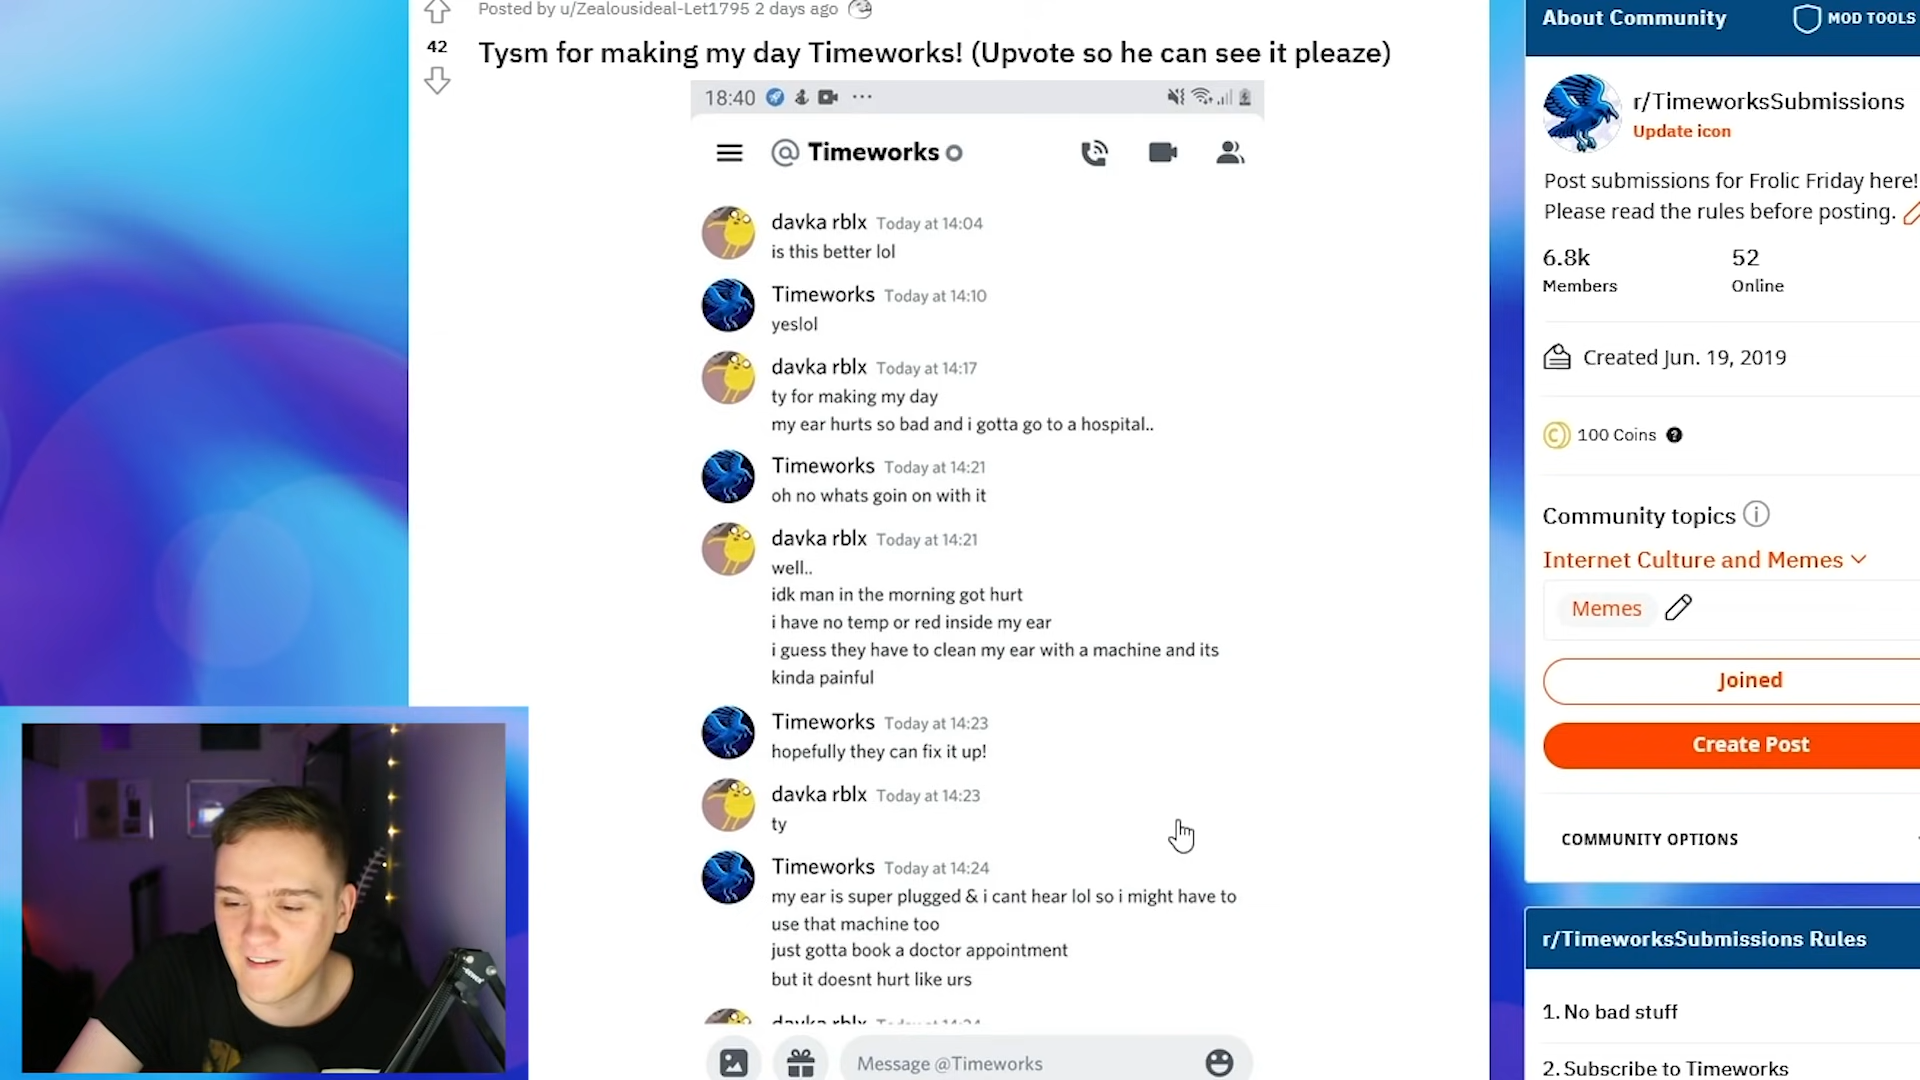 Posted by u/Zealousideal-Let1795 2 days ago
42
Tysm for making my day Timeworks! (Upvote so he can see it pleaze)
18:40
@ Timeworks
davka rblx Today at 14:04
is this better lol
Timeworks Today at 14:10
yeslol
davka rblx Today at 14:17
ty for making my day
my ear hurts so bad and i gotta go to a hospital..
Timeworks Today at 14:21
oh no whats goin on with it
davka rblx Today at 14:21
well..
idk man in the morning got hurt
i have no temp or red inside my ear
i guess they have to clean my ear with a machine and its
kinda painful
Timeworks Today at 14:23
hopefully they can fix it up!
davka rblx Today at 14:23
ty
Timeworks Today at 14:24
my ear is super plugged & i cant hear lol so i might have to
use that machine too
just gotta book a doctor appointment
but it doesnt hurt like urs
davka rblx Today at 14:24
Message @Timeworks
About Community
MOD TOOLS
r/TimeworksSubmissions
Update icon
Post submissions for Frolic Friday here!
Please read the rules before posting.
6.8k
52
Members
Online
Created Jun. 19, 2019
100 Coins
Community topics
Internet Culture and Memes
Memes
Joined
Create Post
COMMUNITY OPTIONS
r/TimeworksSubmissions Rules
1. No bad stuff
2. Subscribe to Timeworks